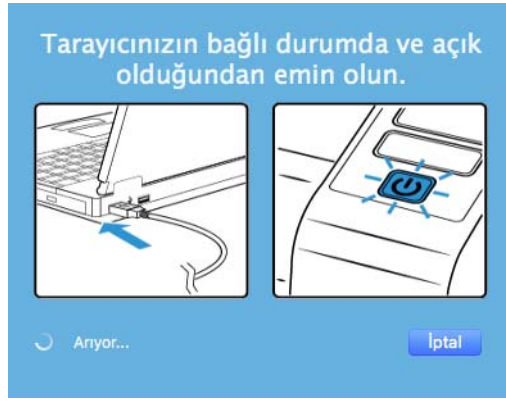 Tarayıcınızın bağlı durumda ve açık
olduğundan emin olun.
Arıyor...
İptal